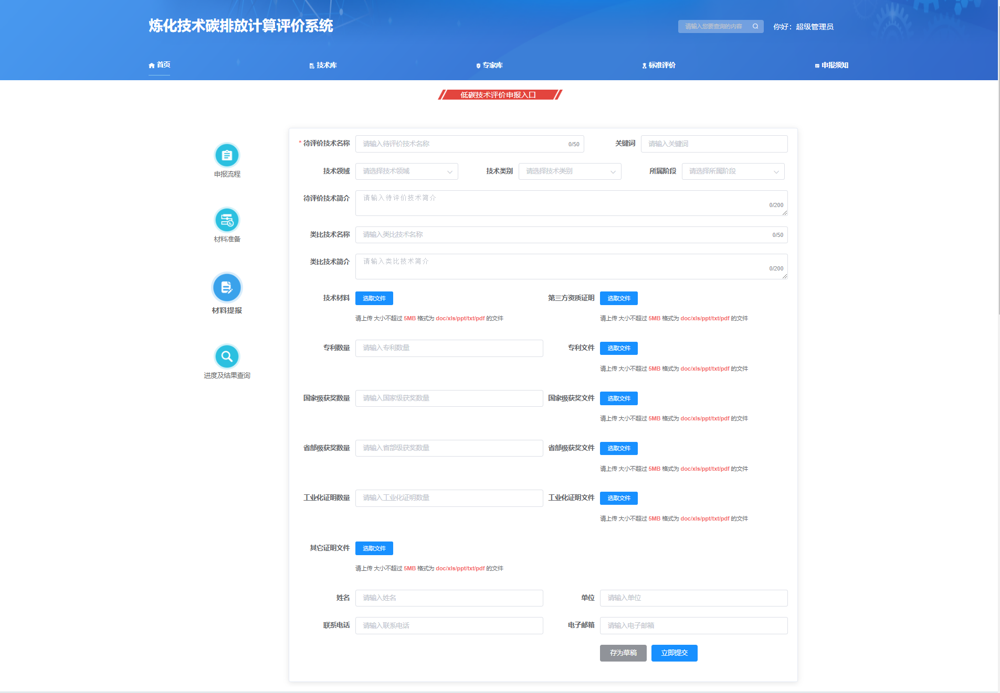 炼化技术碳排放计算评价系统
请输入您要查询的内容
你好：超级管理员
首页
技术库
专家库
标准评价
申报须知
低碳技术评价申报入口
申报流程
材料准备
材料提报
进度及结果查询
* 待评价技术名称 请输入待评价技术名称 0/50 关键词 请输入关键词
技术领域 请选择技术领域 技术类别 请选择技术类别 所属阶段 请选择所属阶段
待评价技术简介 请输入待评价技术简介 0/200
类比技术名称 请输入类比技术名称 0/50
类比技术简介 请输入类比技术简介 0/200
技术材料 选取文件 第三方资质证明 选取文件
请上传 大小不超过 5MB 格式为 doc/xls/ppt/txt/pdf 的文件 请上传 大小不超过 5MB 格式为 doc/xls/ppt/txt/pdf 的文件
专利数量 请输入专利数量 专利文件 选取文件
请上传 大小不超过 5MB 格式为 doc/xls/ppt/txt/pdf 的文件
国家级获奖数量 请输入国家级获奖数量 国家级获奖文件 选取文件
请上传 大小不超过 5MB 格式为 doc/xls/ppt/txt/pdf 的文件
省部级获奖数量 请输入省部级获奖数量 省部级获奖文件 选取文件
请上传 大小不超过 5MB 格式为 doc/xls/ppt/txt/pdf 的文件
工业化证明数量 请输入工业化证明数量 工业化证明文件 选取文件
请上传 大小不超过 5MB 格式为 doc/xls/ppt/txt/pdf 的文件
其它证明文件 选取文件
请上传 大小不超过 5MB 格式为 doc/xls/ppt/txt/pdf 的文件
姓名 请输入姓名 单位 请输入单位
联系电话 请输入联系电话 电子邮箱 请输入电子邮箱
存为草稿 立即提交